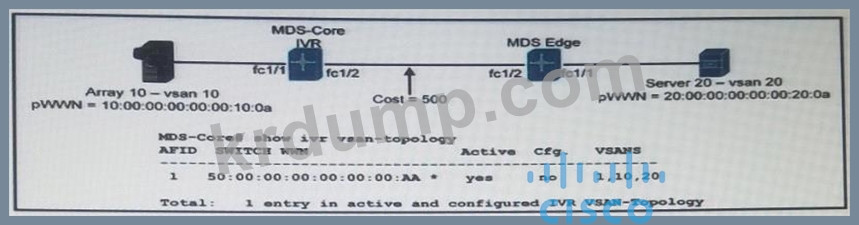 MDS-Core
IVR
MDS Edge
fc1/1
fc1/2
fc1/2
fc1/1
Array 10 – vsan 10
pWWN = 10:00:00:00:00:00:10:0a
Cost = 500
Server 20 – vsan 20
pWWN = 20:00:00:00:00:00:20:0a
krdump.com
MDS-Core# show ivr vsan-topology
AFID SWITCH WWN Active Cfg. VSANS
1 50:00:00:00:00:00:00:AA * yes no 1,10,20
Total: 1 entry in active and configured IVR VSAN-Topology
CISCO